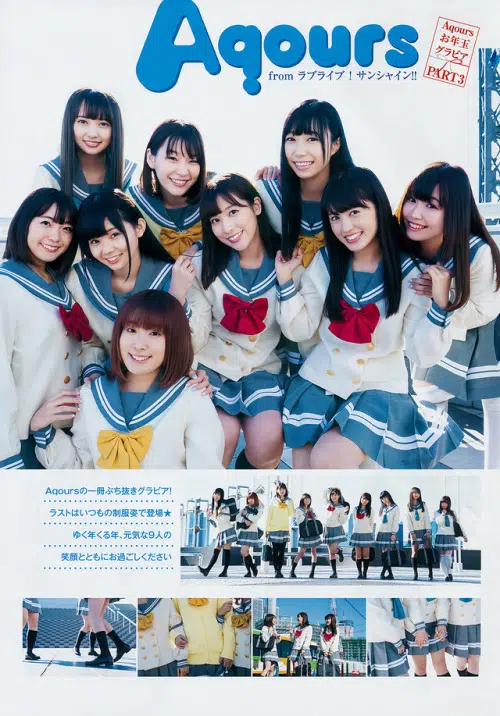 Aqours
from ラブライブ！サンシャイン!!
Aqours
お年玉
グラビア
PART3
Aqoursの一冊ぶち抜きグラビア!
ラストはいつもの制服姿で登場★
ゆく年くる年、元気な9人の
笑顔とともにお過ごしください